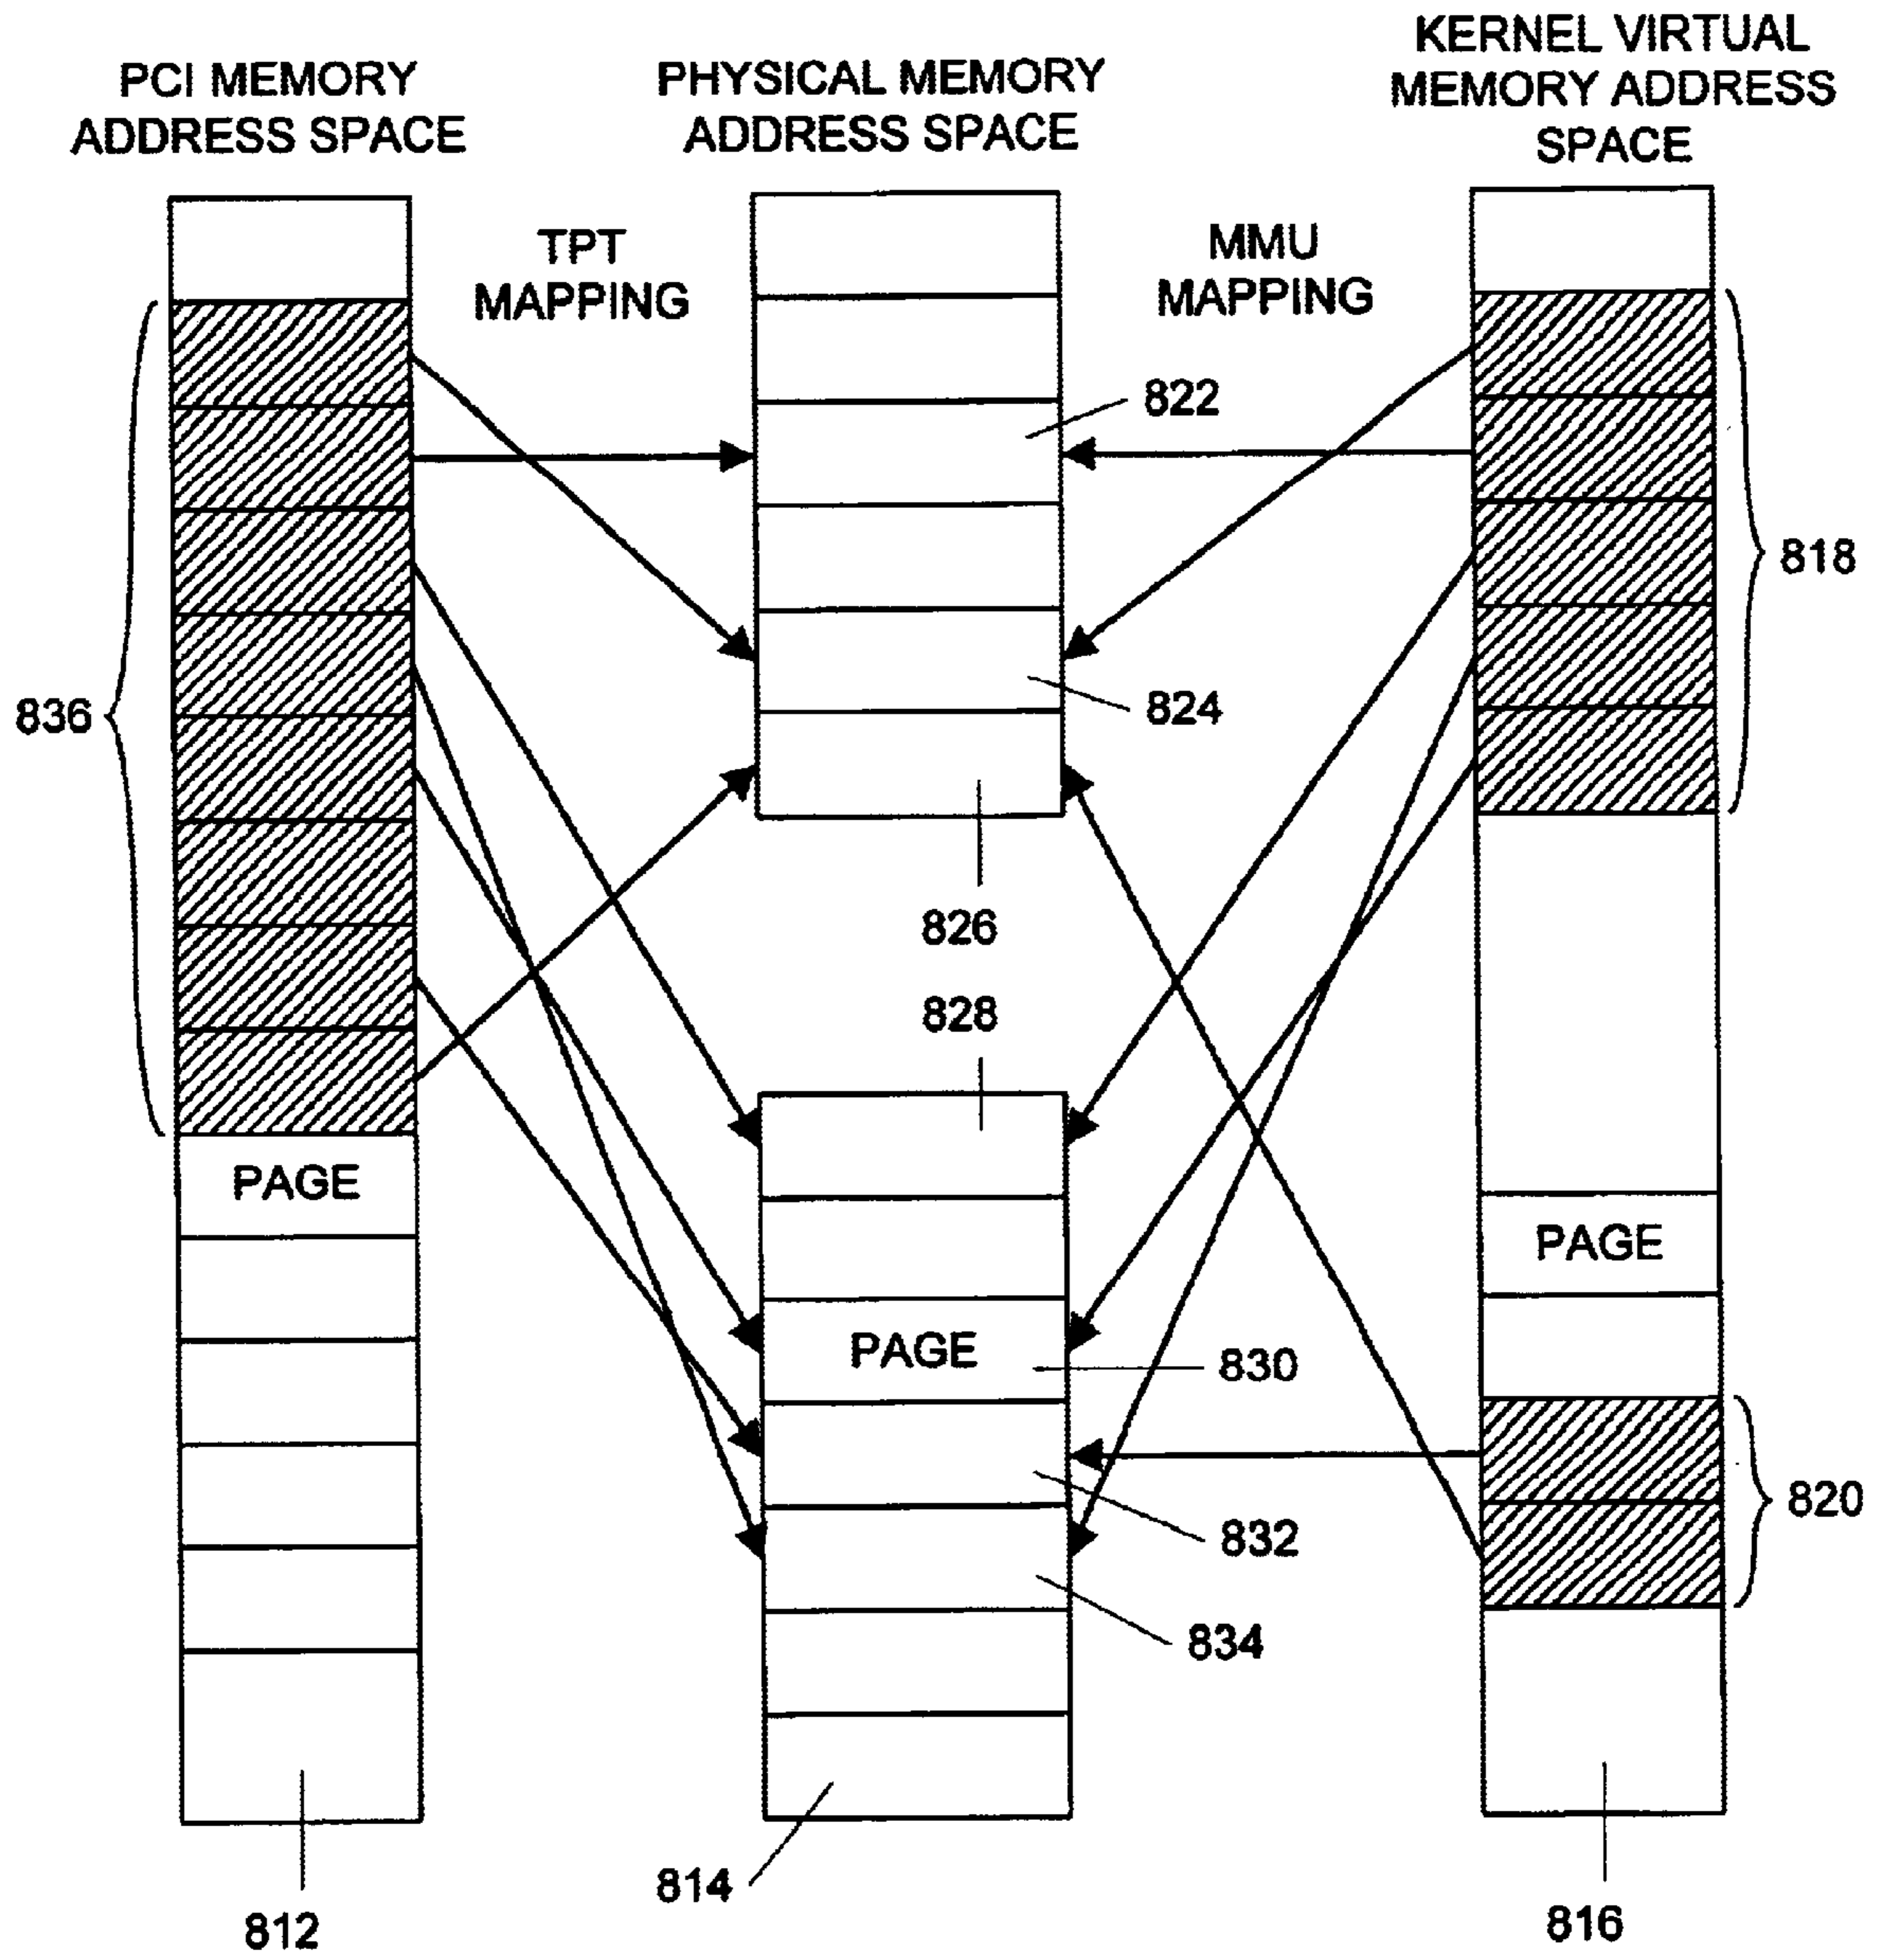 PCI MEMORY
ADDRESS SPACE
PHYSICAL MEMORY
ADDRESS SPACE
KERNEL VIRTUAL
MEMORY ADDRESS
SPACE
TPT
MAPPING
MMU
MAPPING
822
818
836
824
826
828
PAGE
PAGE
PAGE
830
820
832
834
814
812
816